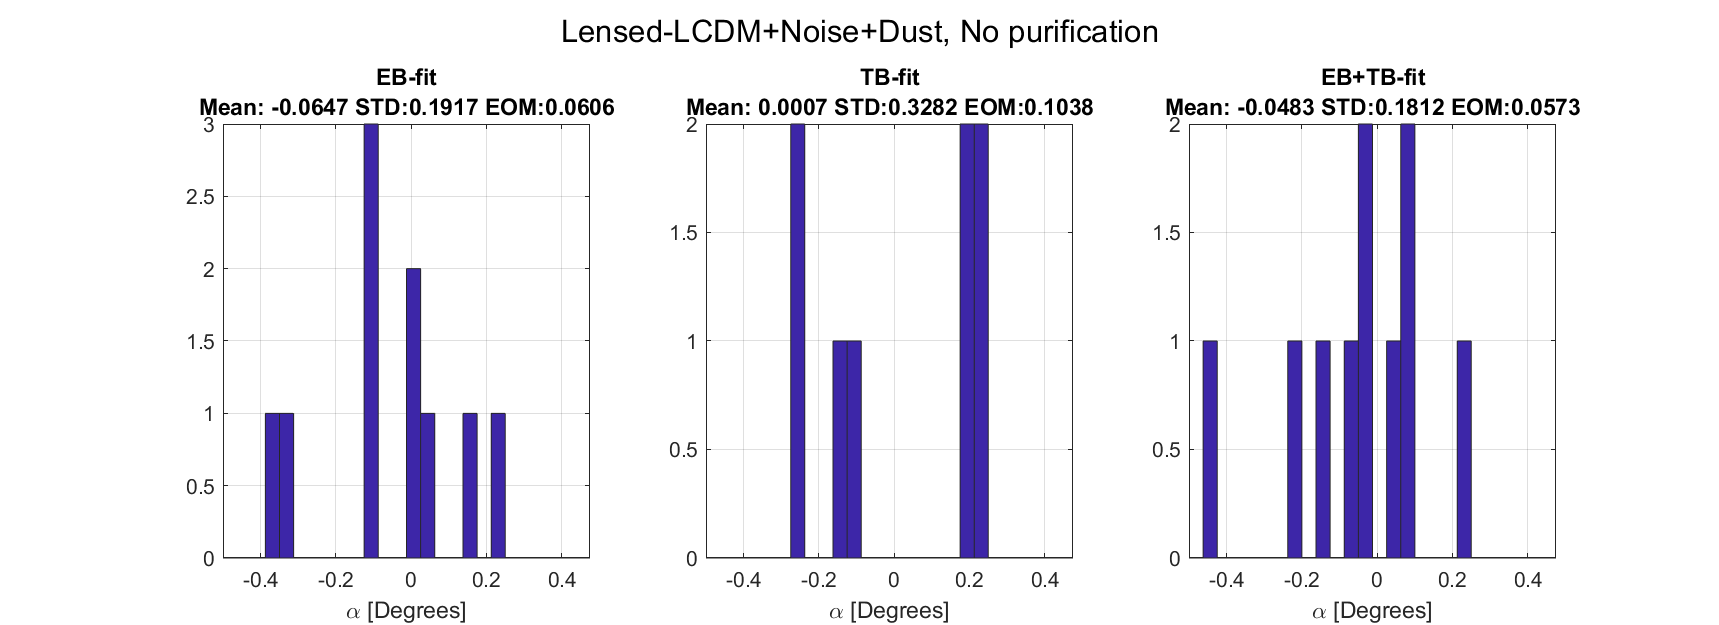 Lensed-LCDM+Noise+Dust, No purification
EB-fit
Mean: -0.0647 STD:0.1917 EOM:0.0606
3
2.5
2
1.5
1
0.5
0
-0.4 -0.2 0 0.2 0.4
α [Degrees]
TB-fit
Mean: 0.0007 STD:0.3282 EOM:0.1038
2
1.5
1
0.5
0
-0.4 -0.2 0 0.2 0.4
α [Degrees]
EB+TB-fit
Mean: -0.0483 STD:0.1812 EOM:0.0573
2
1.5
1
0.5
0
-0.4 -0.2 0 0.2 0.4
α [Degrees]